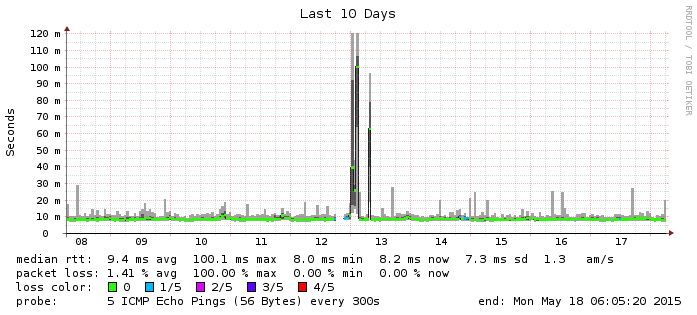 Last 10 Days
RRDTOOL / TOBI OETIKER
Seconds
120 m
110 m
100 m
90 m
80 m
70 m
60 m
50 m
40 m
30 m
20 m
10 m
0
08 09 10 11 12 13 14 15 16 17
median rtt: 9.4 ms avg 100.1 ms max 8.0 ms min 8.2 ms now 7.3 ms sd 1.3 am/s
packet loss: 1.41 % avg 100.00 % max 0.00 % min 0.00 % now
loss color: 0 1/5 2/5 3/5 4/5
probe: 5 ICMP Echo Pings (56 Bytes) every 300s end: Mon May 18 06:05:20 2015